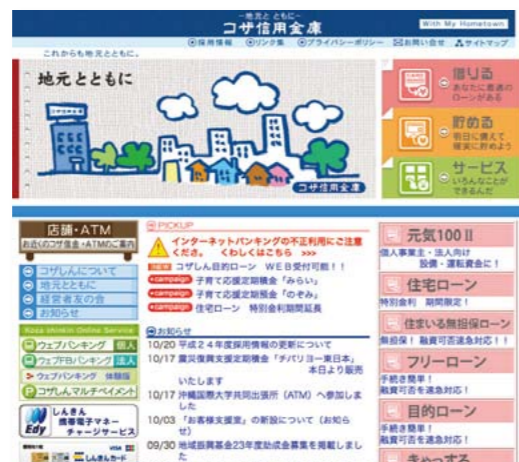 -地元と ともに-
コザ信用金庫
With My Hometown
採用情報 リンク集 プライバシーポリシー お問い合せ サイトマップ
これからも地元とともに。
地元とともに
コザ信用金庫
借りる
あなたに最適の
ローンがある
貯める
明日に備えて
確実に貯めよう
サービス
いろんなことが
できるんだ
店舗・ATM
お近くのコザ信金・ATMのご案内
コザしんについて
地元とともに
経営者友の会
お知らせ
Koza shinkin Online Service
ウェブバンキング 個人
ウェブFBバンキング 法人
ウェブバンキング 体験版
コザしんマルチペイメント
Edy
しんきん
携帯電子マネー
チャージサービス
VISA
しんきんカード
PICKUP
インターネットバンキングの不正利用にご注意
ください。 くわしくはこちら >>>
コザしん目的ローン WEB受付可能!!
campaign 子育て応援定期積金「みらい」
campaign 子育て応援定期預金「のぞみ」
campaign 住宅ローン 特別金利期間延長
お知らせ
10/20 平成24年度採用情報の更新について
10/17 震災復興支援定期積金「チバリヨー東日本」
本日より販売
いたします
10/17 沖縄国際大学共同出張所(ATM)へ参加しま
した
10/03 「お客様支援室」の新設について(お知ら
せ)
09/30 地域振興基金23年度助成会募集を掲載しまし
た
元気100Ⅱ
個人事業主・法人向け
設備・運転資金に!
住宅ローン
特別金利 期間限定!
住まいる無担保ローン
無担保! 融資可否速急対応!!
フリーローン
手続き簡単!
融資可否を速急対応!
目的ローン
手続き簡単!
融資可否を速急対応!
きゃっする